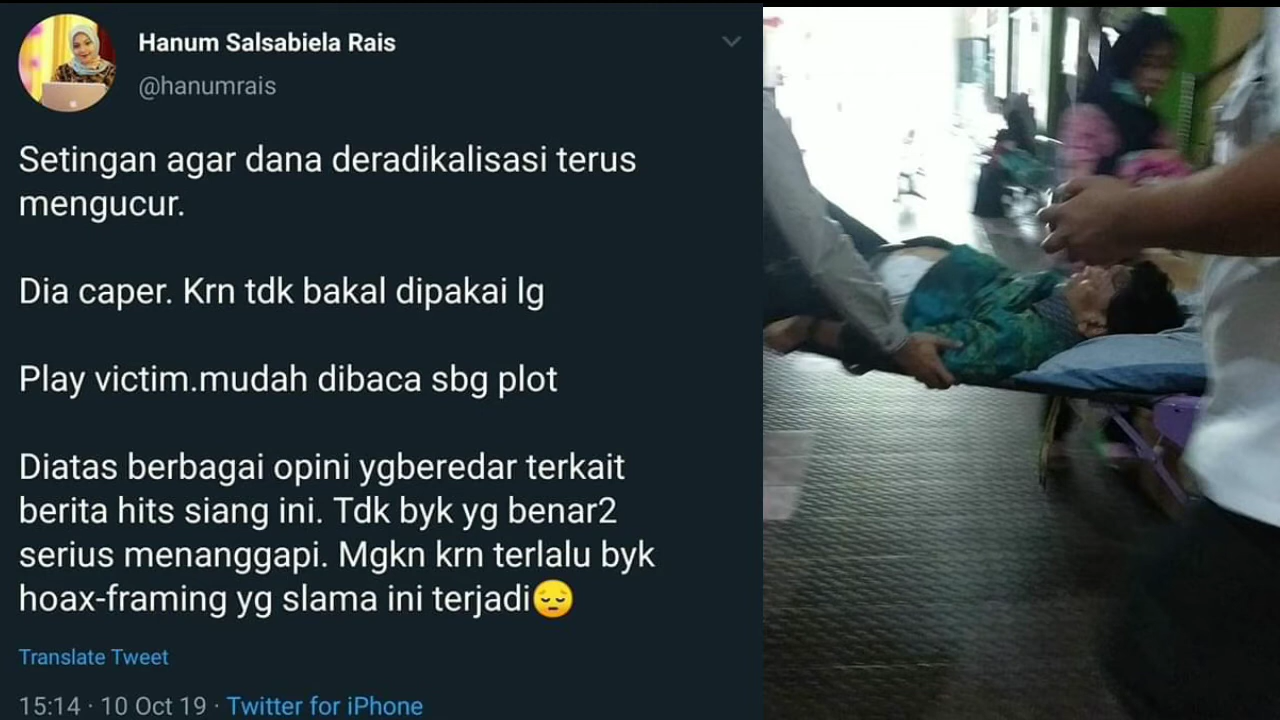 Hanum Salsabiela Rais
@hanumrais
Setingan agar dana deradikalisasi terus
mengucur.
Dia caper. Krn tdk bakal dipakai lg
Play victim.mudah dibaca sbg plot
Diatas berbagai opini ygberedar terkait
berita hits siang ini. Tdk byk yg benar2
serius menanggapi. Mgkn krn terlalu byk
hoax-framing yg slama ini terjadi😔
Translate Tweet
15:14 · 10 Oct 19 · Twitter for iPhone